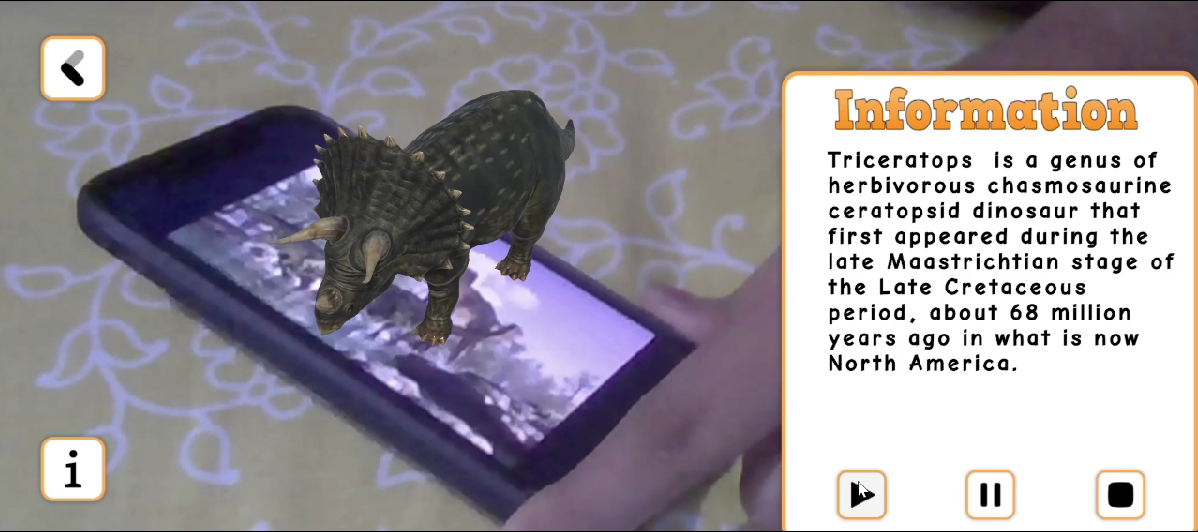 Information
Triceratops is a genus of
herbivorous chasmosaurine
ceratopsid dinosaur that
first appeared during the
late Maastrichtian stage of
the Late Cretaceous
period, about 68 million
years ago in what is now
North America.
i